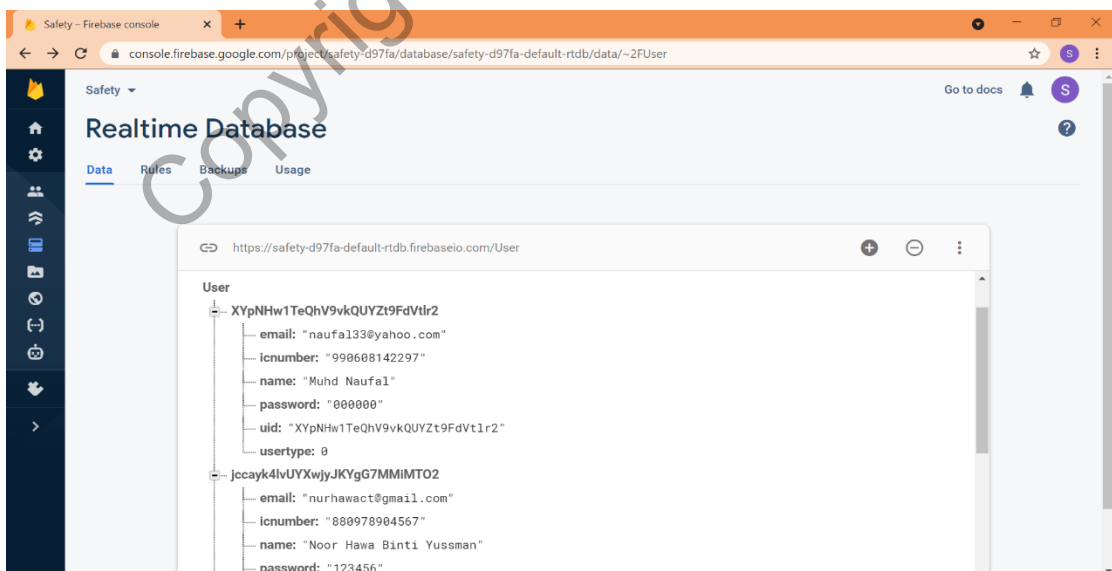 Safety – Firebase console
console.firebase.google.com/project/safety-d97fa/database/safety-d97fa-default-rtdb/data/~2FUser
S
Safety
Go to docs
S
Realtime Database
Data Rules Backups Usage
Copyrig
https://safety-d97fa-default-rtdb.firebaseio.com/User
User
XYpNHw1TeQhV9vkQUYZt9FdVtlr2
email: "naufal33@yahoo.com"
icnumber: "990608142297"
name: "Muhd Naufal"
password: "000000"
uid: "XYpNHw1TeQhV9vkQUYZt9FdVtlr2"
usertype: 0
jccayk4lvUYXwjyJKYgG7MMiMTO2
email: "nurhawact@gmail.com"
icnumber: "880978904567"
name: "Noor Hawa Binti Yussman"
password: "123456"